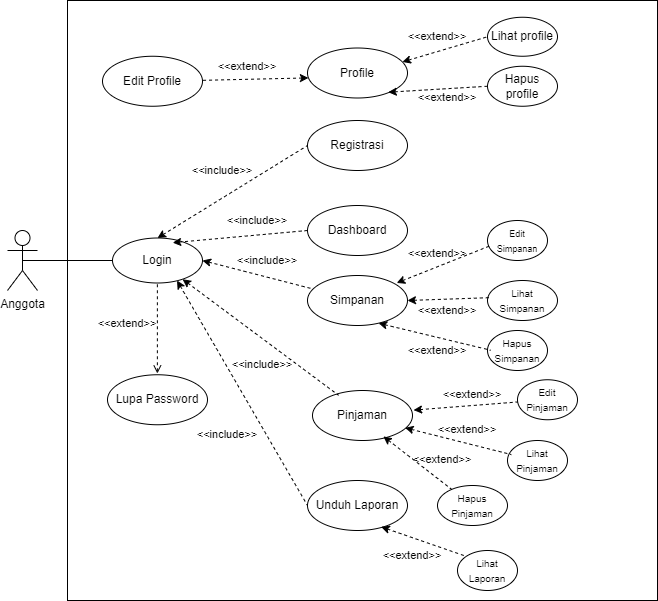 Lihat profile
<<extend>>
Edit Profile
<<extend>>
Profile
Hapus
profile
<<extend>>
Registrasi
<<include>>
Dashboard
<<include>>
Anggota
Login
<<include>>
Simpanan
<<extend>>
Edit
Simpanan
<<extend>>
Lihat
Simpanan
<<extend>>
Hapus
Simpanan
<<extend>>
Lupa Password
<<include>>
Pinjaman
<<extend>>
Edit
Pinjaman
<<extend>>
Lihat
Pinjaman
<<extend>>
Hapus
Pinjaman
<<include>>
Unduh Laporan
<<extend>>
Lihat
Laporan